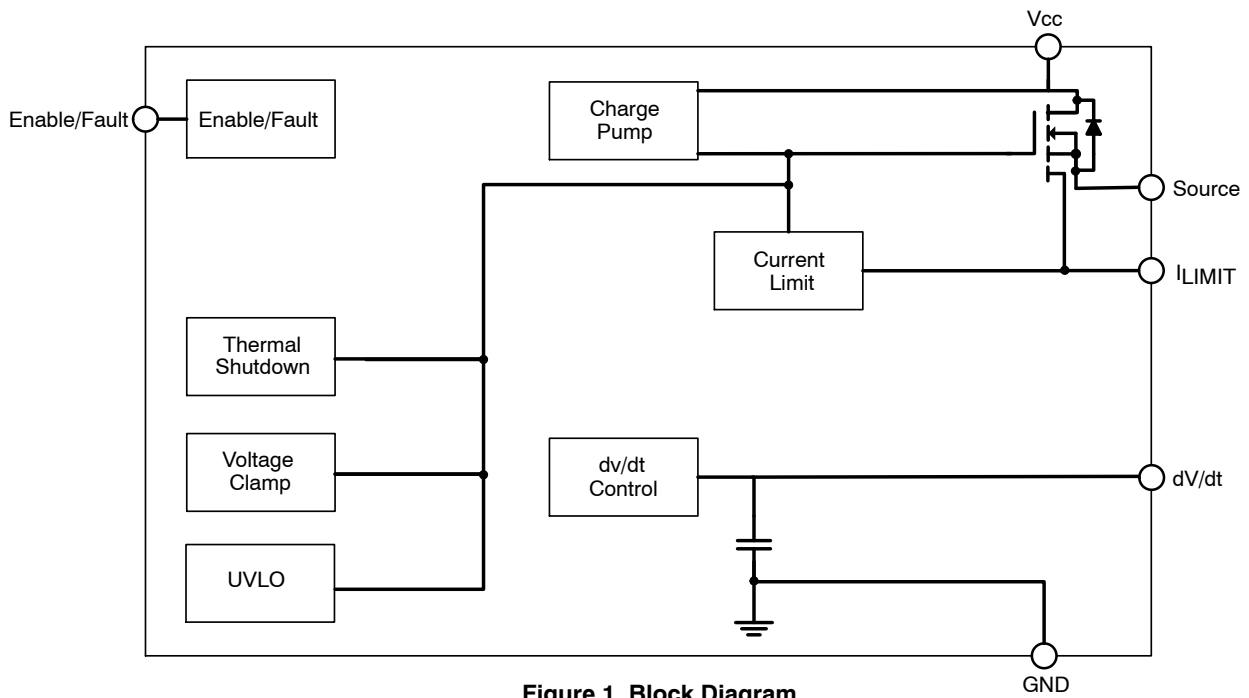 Vcc
Enable/Fault
Enable/Fault
Charge
Pump
Source
Current
Limit
ILIMIT
Thermal
Shutdown
Voltage
Clamp
dv/dt
Control
dV/dt
UVLO
GND
Figure 1. Block Diagram